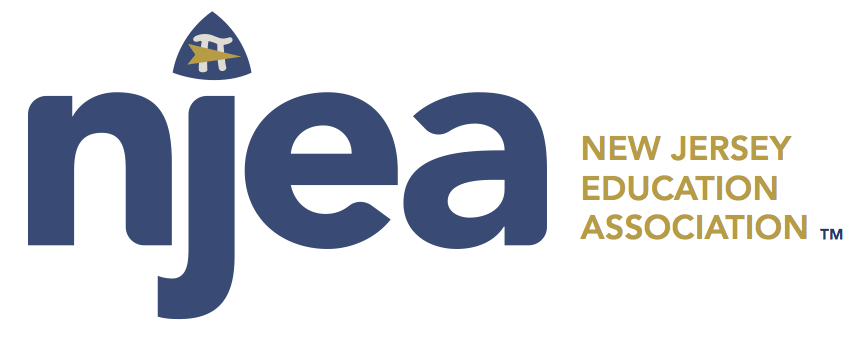 njea
NEW JERSEY
EDUCATION
ASSOCIATION ™